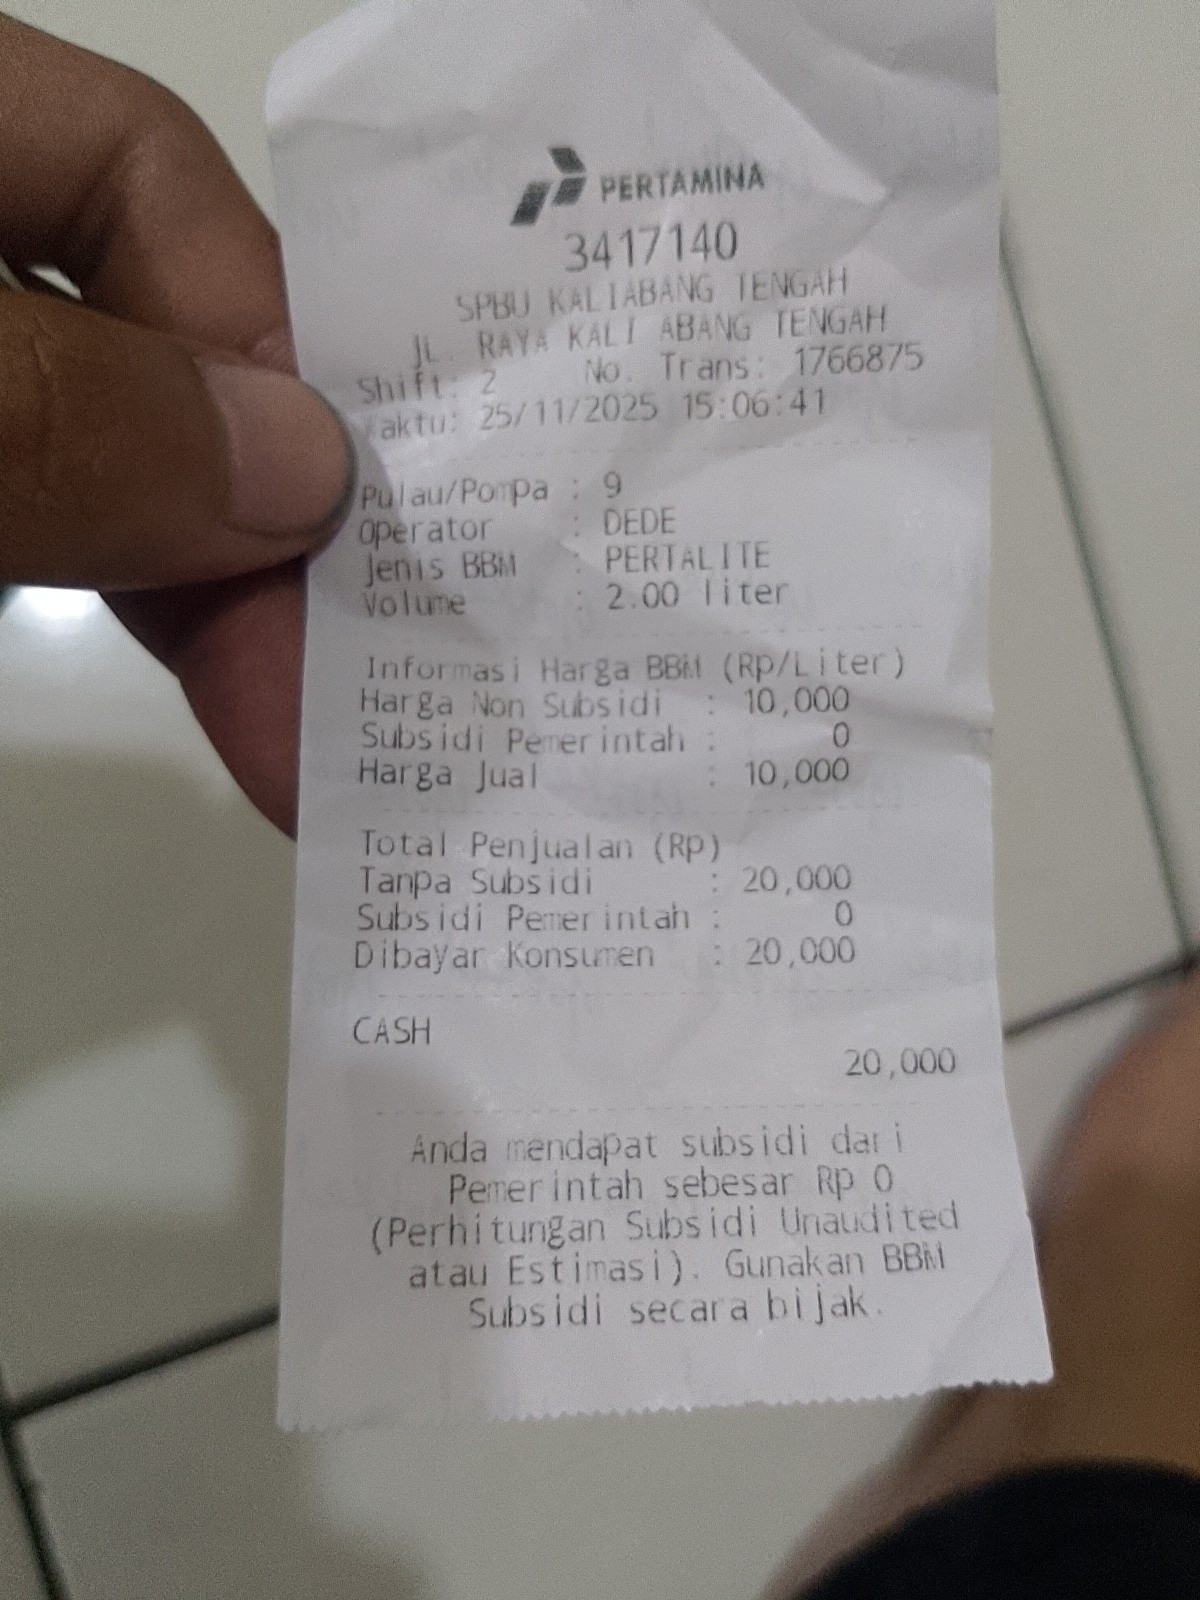 PERTAMINA
3417140
SPBU KALIABANG TENGAH
JL. RAYA KALI ABANG TENGAH
Shift: 2 No. Trans: 1766875
Waktu: 25/11/2025 15:06:41
Pulau/Pompa : 9
Operator : DEDE
Jenis BBM : PERTALITE
Volume : 2.00 liter
Informasi Harga BBM (Rp/Liter)
Harga Non Subsidi : 10,000
Subsidi Pemerintah : 0
Harga Jual : 10,000
Total Penjualan (Rp)
Tanpa Subsidi : 20,000
Subsidi Pemerintah : 0
Dibayar Konsumen : 20,000
CASH
20,000
Anda mendapat subsidi dari
Pemerintah sebesar Rp 0
(Perhitungan Subsidi Unaudited
atau Estimasi). Gunakan BBM
Subsidi secara bijak.